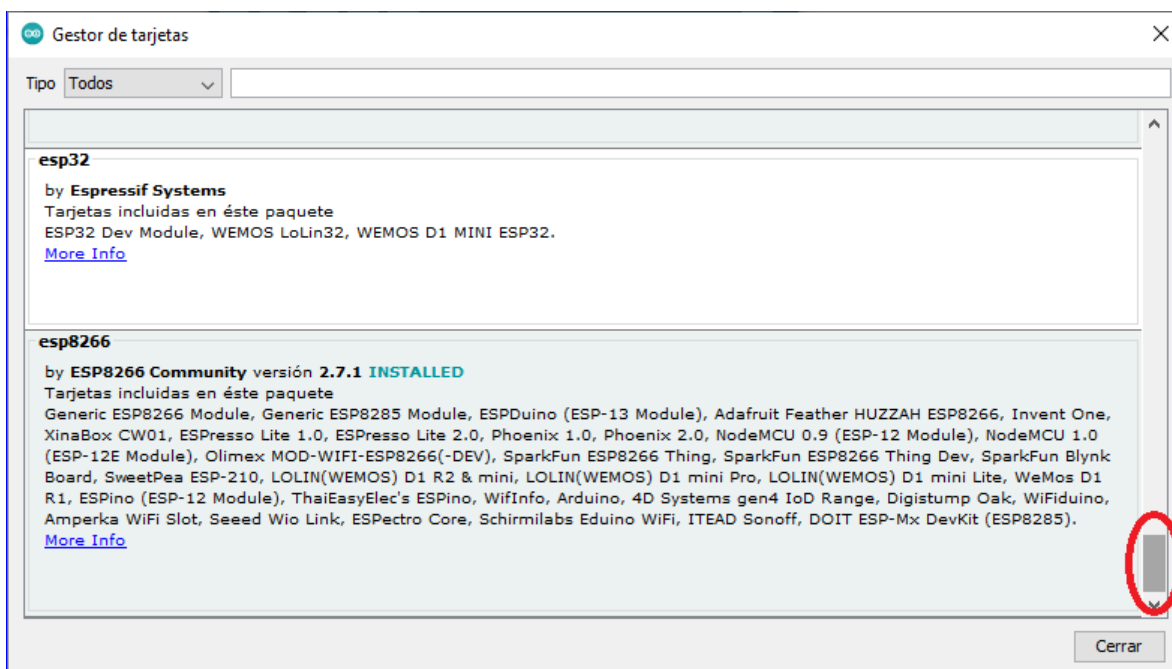 Gestor de tarjetas
Tipo Todos
esp32
by Espressif Systems
Tarjetas incluidas en éste paquete
ESP32 Dev Module, WEMOS LoLin32, WEMOS D1 MINI ESP32.
More Info
esp8266
by ESP8266 Community versión 2.7.1 INSTALLED
Tarjetas incluidas en éste paquete
Generic ESP8266 Module, Generic ESP8285 Module, ESPDuino (ESP-13 Module), Adafruit Feather HUZZAH ESP8266, Invent One,
XinaBox CW01, ESPresso Lite 1.0, ESPresso Lite 2.0, Phoenix 1.0, Phoenix 2.0, NodeMCU 0.9 (ESP-12 Module), NodeMCU 1.0
(ESP-12E Module), Olimex MOD-WIFI-ESP8266(-DEV), SparkFun ESP8266 Thing, SparkFun ESP8266 Thing Dev, SparkFun Blynk
Board, SweetPea ESP-210, LOLIN(WEMOS) D1 R2 & mini, LOLIN(WEMOS) D1 mini Pro, LOLIN(WEMOS) D1 mini Lite, WeMos D1
R1, ESPino (ESP-12 Module), ThaiEasyElec's ESPino, WifInfo, Arduino, 4D Systems gen4 IoD Range, Digistump Oak, WiFiduino,
Amperka WiFi Slot, Seeed Wio Link, ESPectro Core, Schirmilabs Eduino WiFi, ITEAD Sonoff, DOIT ESP-Mx DevKit (ESP8285).
More Info
Cerrar